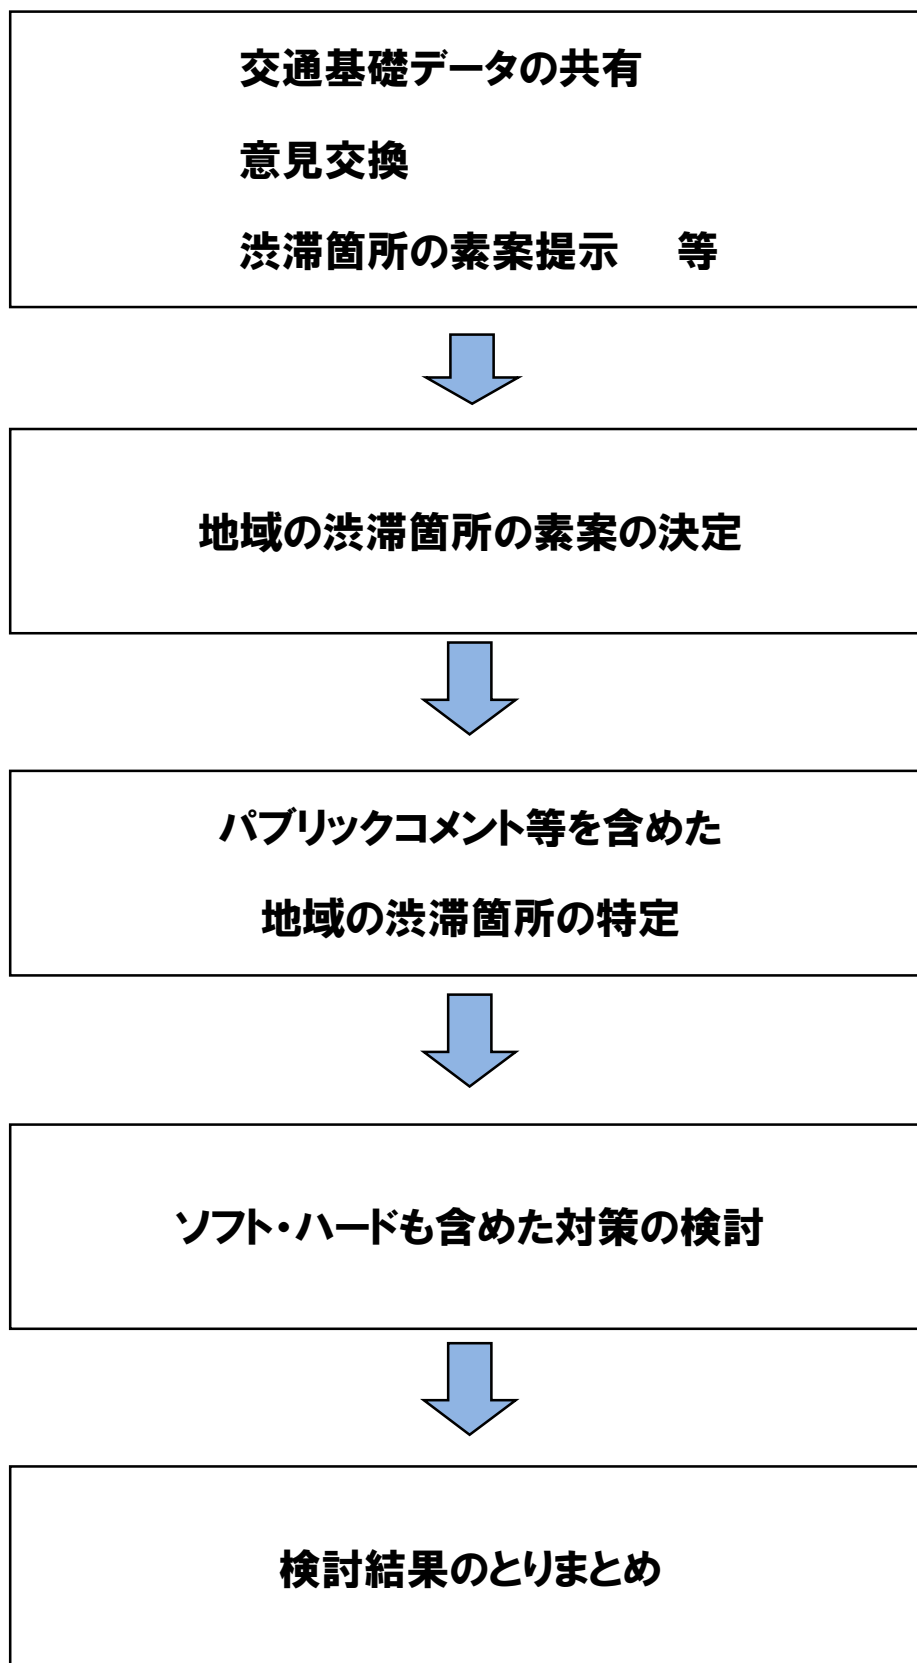 交通基礎データの共有
意見交換
渋滞箇所の素案提示　等
地域の渋滞箇所の素案の決定
パブリックコメント等を含めた
地域の渋滞箇所の特定
ソフト・ハードも含めた対策の検討
検討結果のとりまとめ